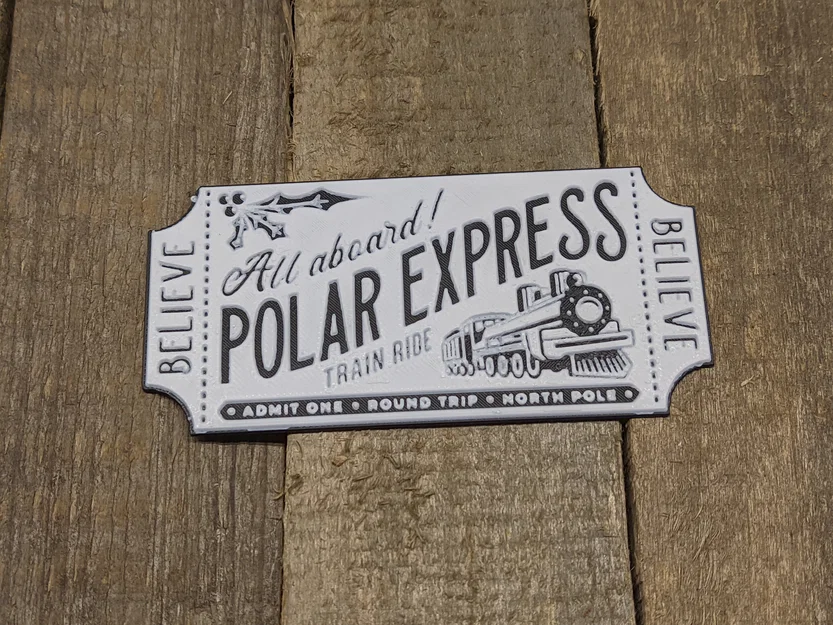 BELIEVE
All aboard!
POLAR EXPRESS
TRAIN RIDE
• ADMIT ONE • ROUND TRIP • NORTH POLE •
BELIEVE